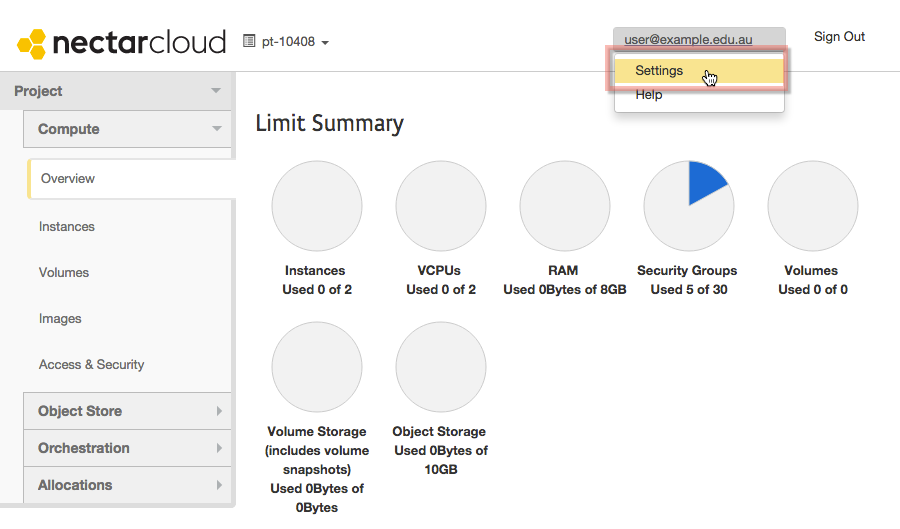 nectarcloud
pt-10408
user@example.edu.au
Sign Out
Settings
Help
Project
Compute
Overview
Instances
Volumes
Images
Access & Security
Object Store
Orchestration
Allocations
Limit Summary
Instances
Used 0 of 2
VCPUs
Used 0 of 2
RAM
Used 0Bytes of 8GB
Security Groups
Used 5 of 30
Volumes
Used 0 of 0
Volume Storage
(includes volume
snapshots)
Used 0Bytes of
0Bytes
Object Storage
Used 0Bytes of
10GB